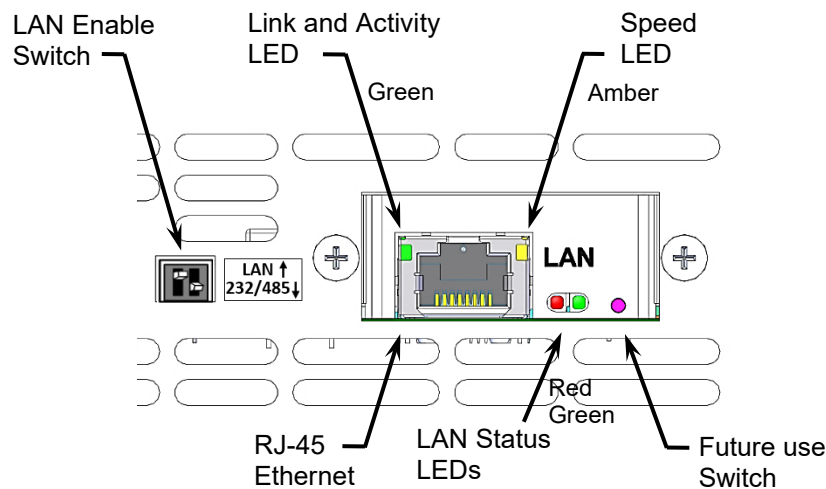 LAN Enable
Switch
Link and Activity
LED
Speed
LED
Green
Amber
LAN ↑
232/485↓
LAN
Red
Green
RJ-45
Ethernet
LAN Status
LEDs
Future use
Switch